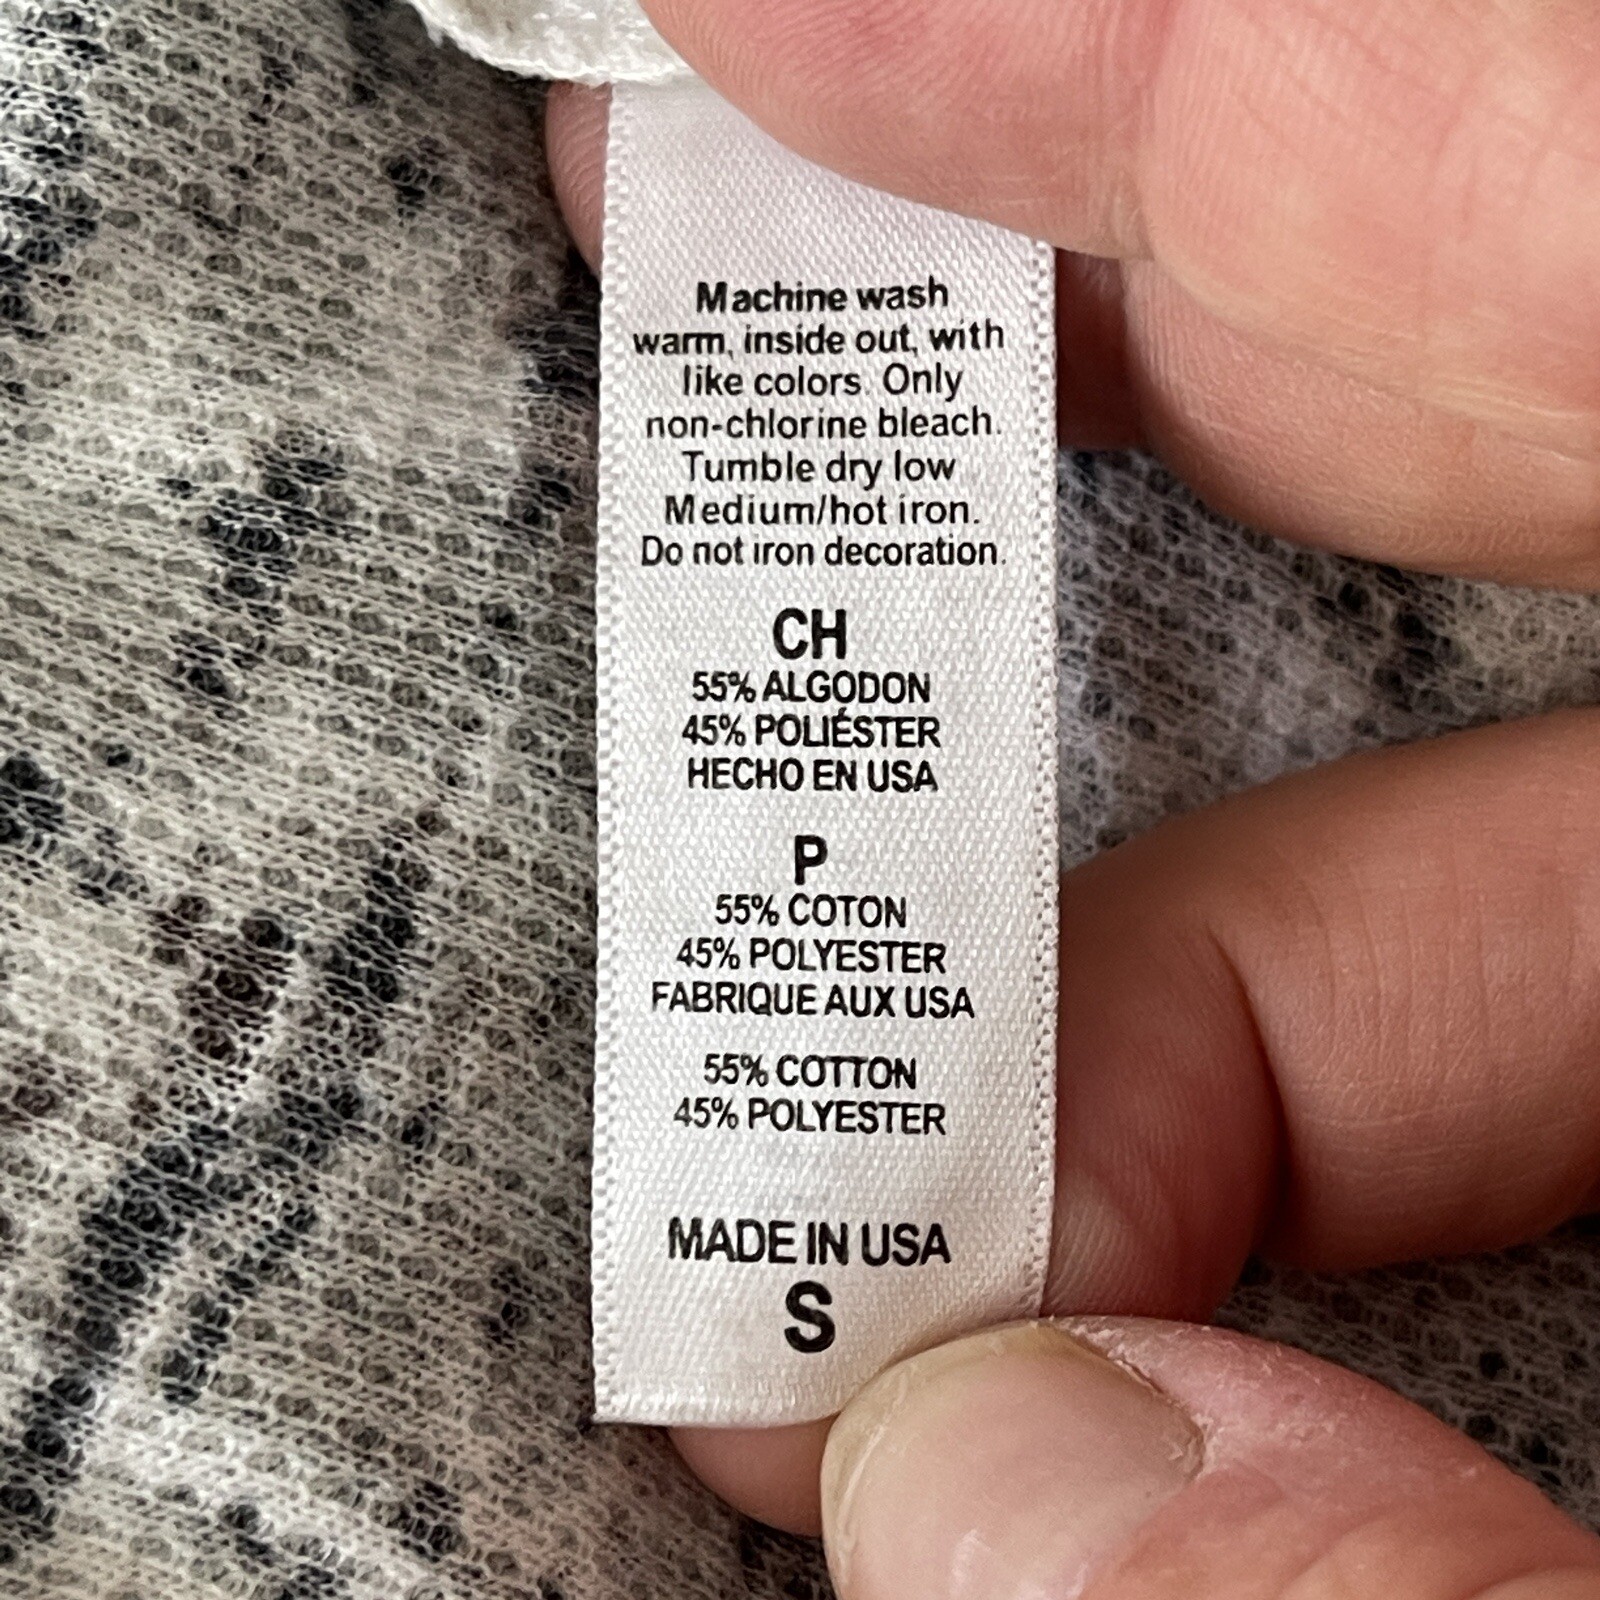 Machine wash
warm, inside out, with
like colors. Only
non-chlorine bleach.
Tumble dry low
Medium/hot iron.
Do not iron decoration.
CH
55% ALGODON
45% POLIÉSTER
HECHO EN USA
P
55% COTON
45% POLYESTER
FABRIQUE AUX USA
55% COTTON
45% POLYESTER
MADE IN USA
S